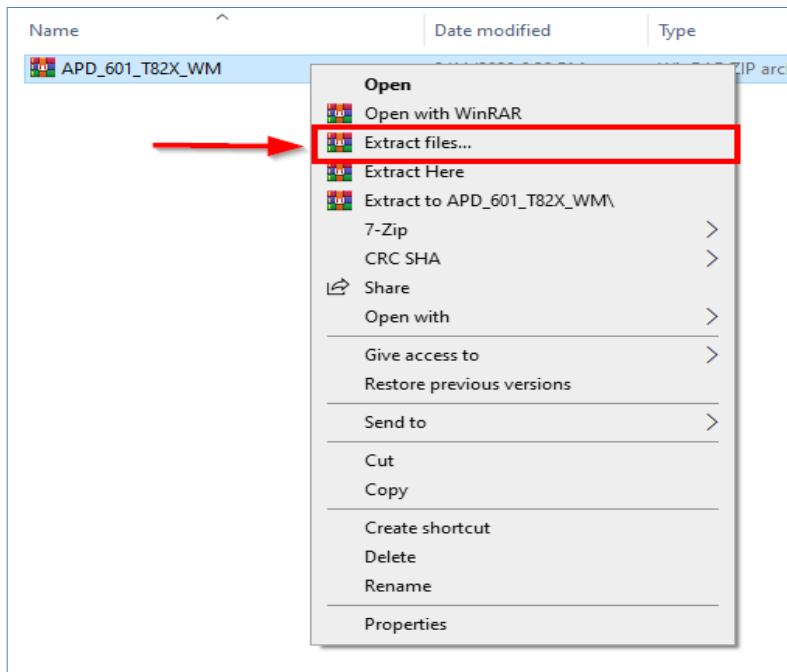 Name Date modified Type
APD_601_T82X_WM ZIP arc
Open
Open with WinRAR
Extract files...
Extract Here
Extract to APD_601_T82X_WM\
7-Zip
CRC SHA
Share
Open with
Give access to
Restore previous versions
Send to
Cut
Copy
Create shortcut
Delete
Rename
Properties